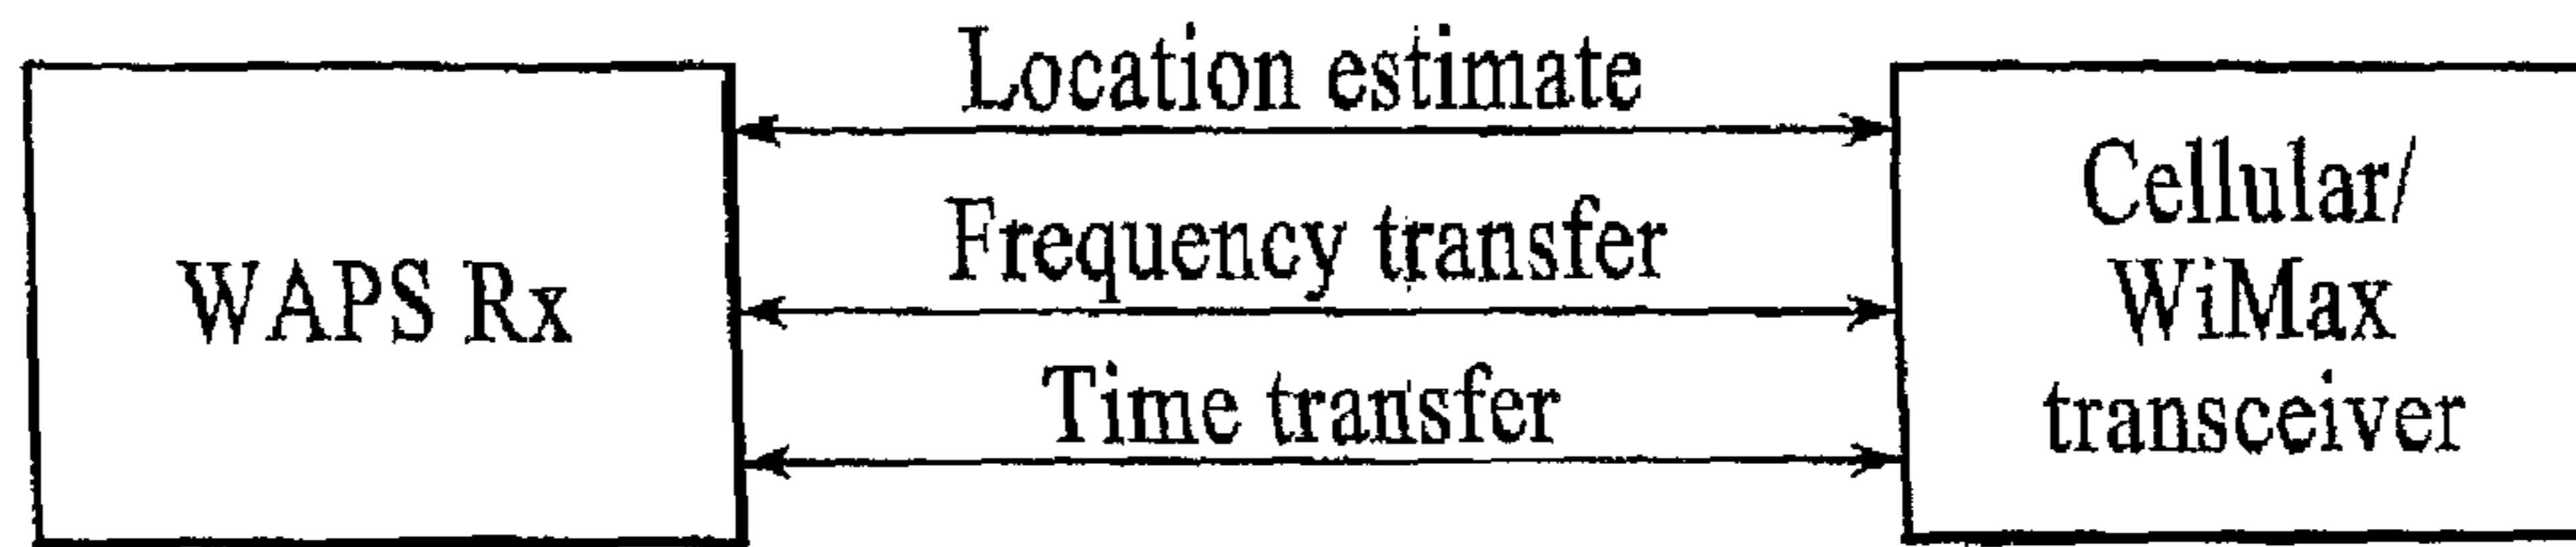 WAPS Rx
Location estimate
Frequency transfer
Time transfer
Cellular/
WiMax
transceiver